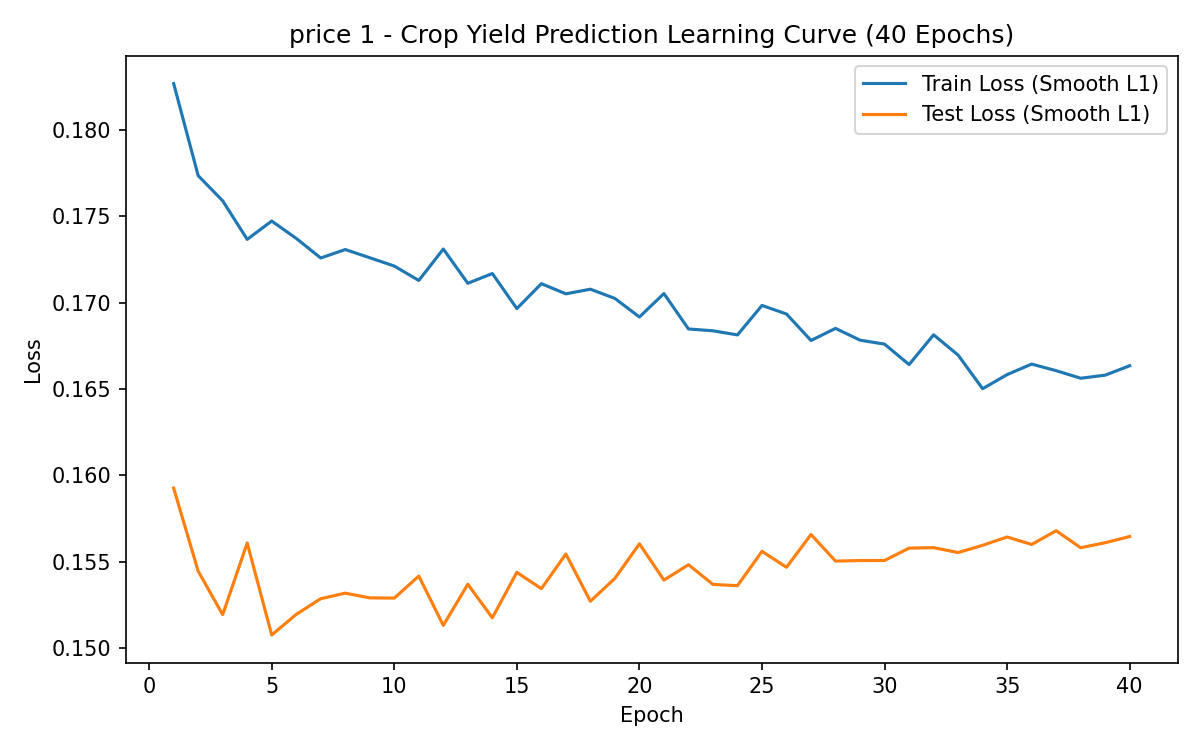 price 1 - Crop Yield Prediction Learning Curve (40 Epochs)
Train Loss (Smooth L1)
Test Loss (Smooth L1)
0.180
0.175
0.170
0.165
0.160
0.155
0.150
Loss
0 5 10 15 20 25 30 35 40
Epoch